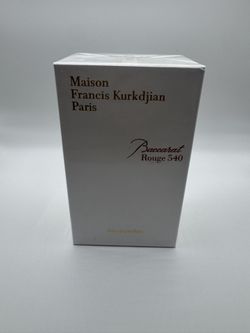 Maison
Francis Kurkdjian
Paris
Baccarat
Rouge 540